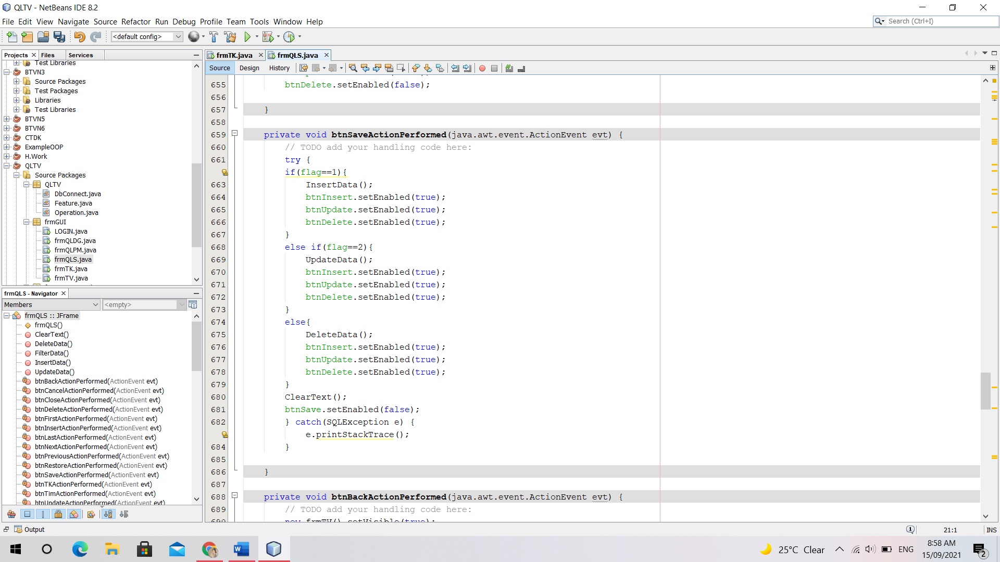 QLTV - NetBeans IDE 8.2
File Edit View Navigate Source Refactor Run Debug Profile Team Tools Window Help
Search (Ctrl+I)
<default config>
Projects Files Services
Test Libraries
BTVN3
Source Packages
Test Packages
Libraries
Test Libraries
BTVN5
BTVN6
CTDK
ExampleOOP
H.Work
QLTV
Source Packages
QLTV
DbConnect.java
Feature.java
Operation.java
frmGUI
LOGIN.java
frmQLDG.java
frmQLPM.java
frmQLS.java
frmTK.java
frmTV.java
frmQLS - Navigator
Members <empty>
frmQLS :: JFrame
frmQLS()
ClearText()
DeleteData()
FilterData()
InsertData()
UpdateData()
btnBackActionPerformed(ActionEvent evt)
btnCancelActionPerformed(ActionEvent evt)
btnCloseActionPerformed(ActionEvent evt)
btnDeleteActionPerformed(ActionEvent evt)
btnFirstActionPerformed(ActionEvent evt)
btnInsertActionPerformed(ActionEvent evt)
btnLastActionPerformed(ActionEvent evt)
btnNextActionPerformed(ActionEvent evt)
btnPreviousActionPerformed(ActionEvent evt)
btnRestoreActionPerformed(ActionEvent evt)
btnSaveActionPerformed(ActionEvent evt)
btnTKActionPerformed(ActionEvent evt)
btnTimActionPerformed(ActionEvent evt)
btnUpdateActionPerformed(ActionEvent evt)
frmTK.java frmQLS.java
Source Design History
655 btnDelete.setEnabled(false);
656
657 }
658
659 private void btnSaveActionPerformed(java.awt.event.ActionEvent evt) {
660 // TODO add your handling code here:
661 try {
if(flag==1){
663 InsertData();
664 btnInsert.setEnabled(true);
665 btnUpdate.setEnabled(true);
666 btnDelete.setEnabled(true);
667 }
668 else if(flag==2){
669 UpdateData();
670 btnInsert.setEnabled(true);
671 btnUpdate.setEnabled(true);
672 btnDelete.setEnabled(true);
673 }
674 else{
675 DeleteData();
676 btnInsert.setEnabled(true);
677 btnUpdate.setEnabled(true);
678 btnDelete.setEnabled(true);
679 }
680 ClearText();
681 btnSave.setEnabled(false);
682 } catch(SQLException e) {
e.printStackTrace();
684 }
685
686 }
687
688 private void btnBackActionPerformed(java.awt.event.ActionEvent evt) {
689 // TODO add your handling code here:
690 new frmTV().setVisible(true);
Output
1
21:1 INS
25°C Clear
ENG
8:58 AM
15/09/2021
2